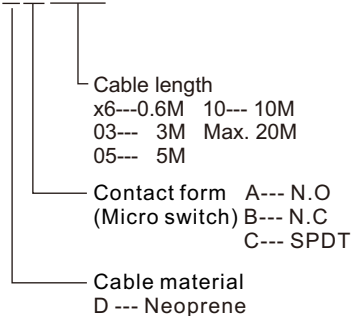 Cable length
x6---0.6M 10--- 10M
03--- 3M Max. 20M
05--- 5M
Contact form A--- N.O
(Micro switch) B--- N.C
C--- SPDT
Cable material
D --- Neoprene